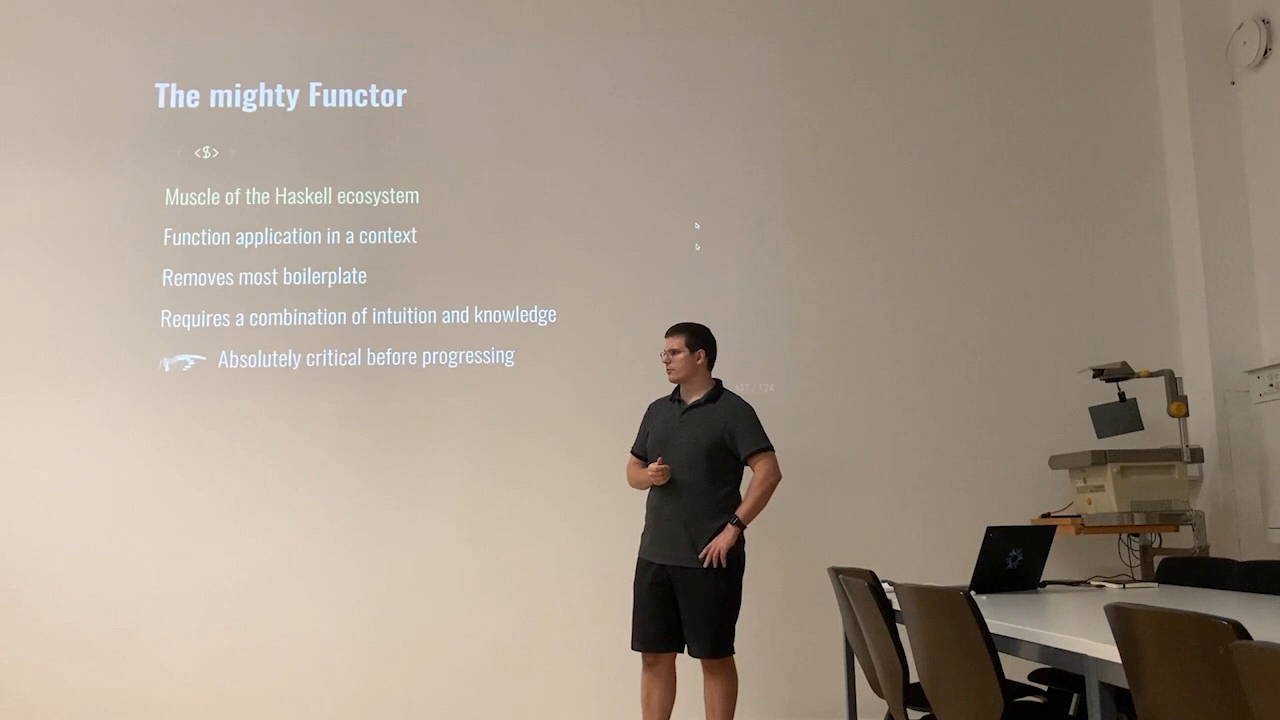 The mighty Functor
<$>
Muscle of the Haskell ecosystem
Function application in a context
Removes most boilerplate
Requires a combination of intuition and knowledge
Absolutely critical before progressing